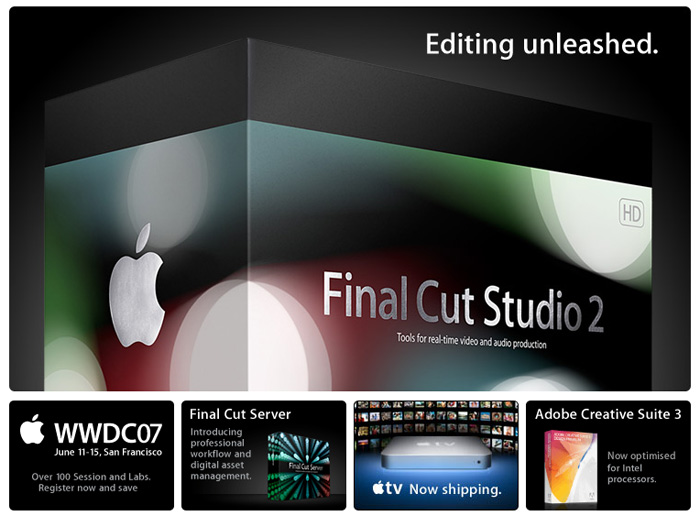 Editing unleashed.
HD
Final Cut Studio 2
Tools for real-time video and audio production
WWDC07
June 11-15, San Francisco
Over 100 Session and Labs.
Register now and save
Final Cut Server
Introducing
professional
workflow and
digital asset
management.
Final Cut Server
tv Now shipping.
Adobe Creative Suite 3
Now optimised
for Intel
processors.